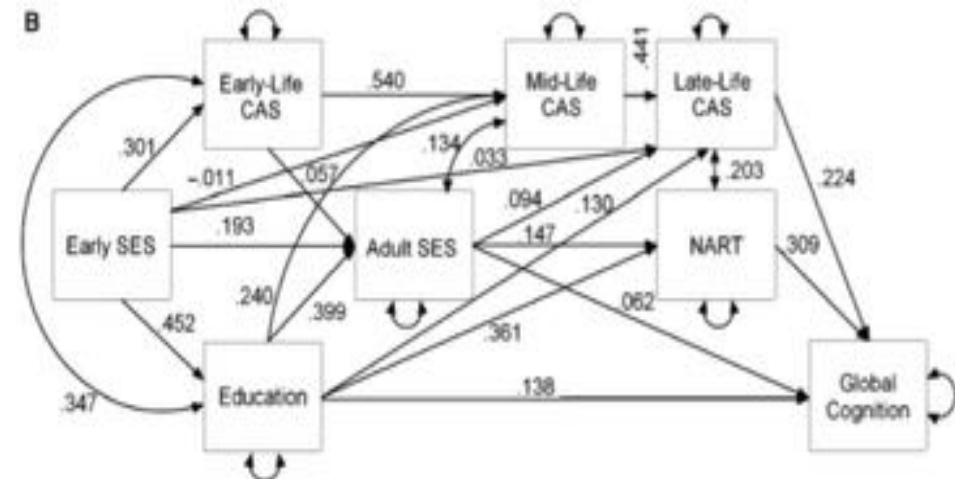 B
Early-Life
CAS
.540
Mid-Life
CAS
.441
Late-Life
CAS
.301
-.011
.057
.134
.033
.203
.224
.094
.130
Early SES
.193
Adult SES
.147
NART
.309
.452
.240
.399
.062
.361
.347
Education
.138
Global
Cognition